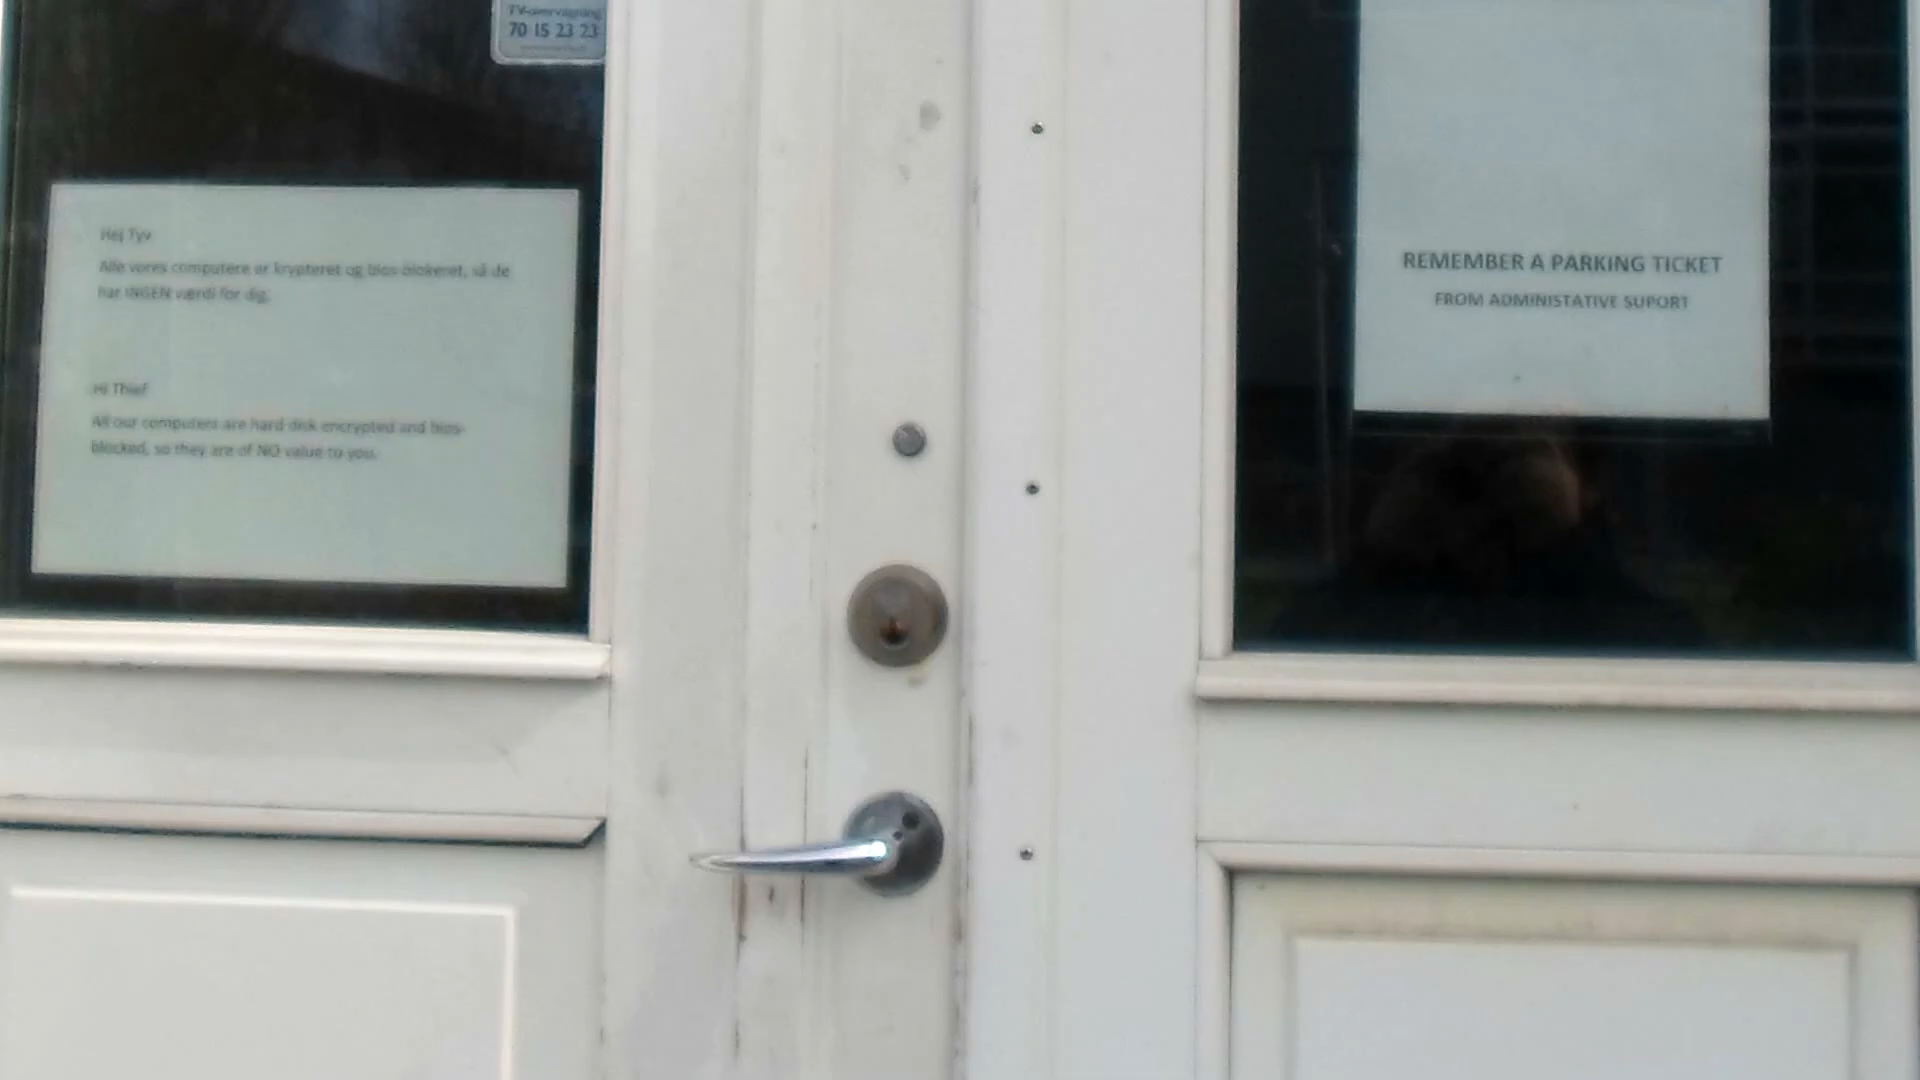 TV-overvågning
70 15 23 23
Hej Tyv
Alle vores computere er krypteret og bios-blokeret, så de
har INGEN værdi for dig.
Hi Thief
All our computers are hard disk encrypted and bios-
blocked, so they are of NO value to you.
REMEMBER A PARKING TICKET
FROM ADMINISTATIVE SUPORT